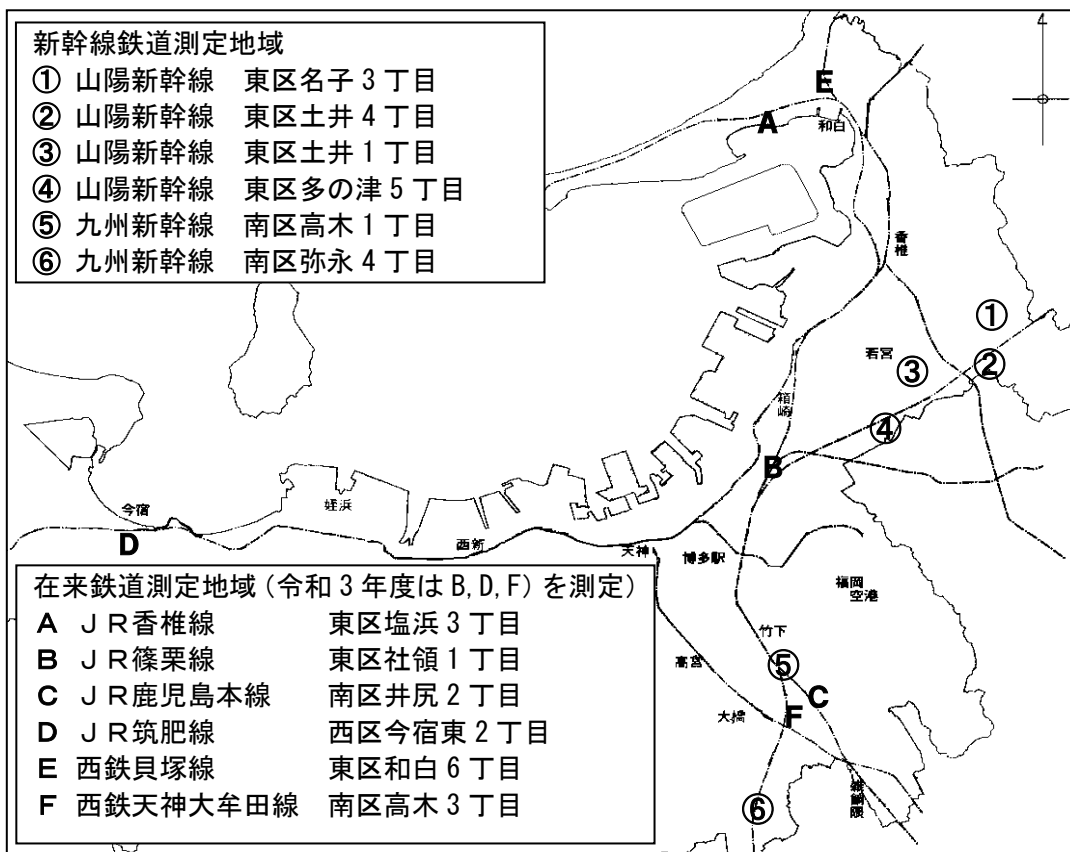 新幹線鉄道測定地域
① 山陽新幹線 東区名子3丁目
② 山陽新幹線 東区土井4丁目
③ 山陽新幹線 東区土井1丁目
④ 山陽新幹線 東区多の津5丁目
⑤ 九州新幹線 南区高木1丁目
⑥ 九州新幹線 南区弥永4丁目
4
E
A
和白
香椎
①
若宮
③
②
箱崎
④
B
今宿
姪浜
D
西新
天神
博多駅
福岡
空港
在来鉄道測定地域(令和3年度はB,D,F)を測定
A JR香椎線 東区塩浜3丁目
B JR篠栗線 東区社領1丁目
C JR鹿児島本線 南区井尻2丁目
D JR筑肥線 西区今宿東2丁目
E 西鉄貝塚線 東区和白6丁目
F 西鉄天神大牟田線 南区高木3丁目
竹下
高宮
⑤
C
大橋
F
雑餉隈
⑥